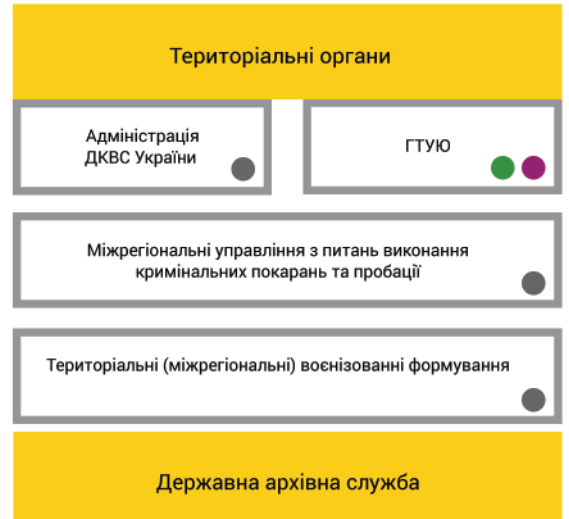 Територіальні органи
Адміністрація
ДКВС України
ГТУЮ
Міжрегіональні управління з питань виконання
кримінальних покарань та пробації
Територіальні (міжрегіональні) воєнізованні формування
Державна архівна служба